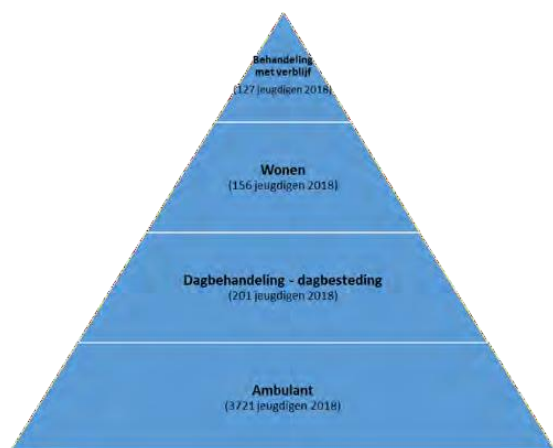 Behandeling
met verblijf
(127 jeugdigen 2018)
Wonen
(156 jeugdigen 2018)
Dagbehandeling - dagbesteding
(201 jeugdigen 2018)
Ambulant
(3721 jeugdigen 2018)